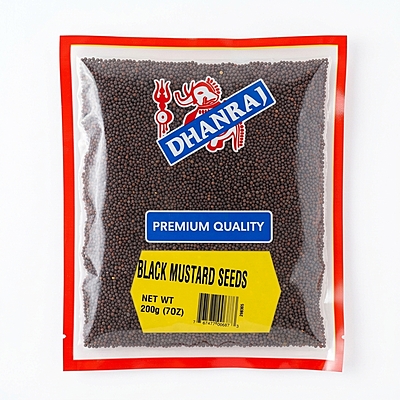 DHANRAJ
PREMIUM QUALITY
BLACK MUSTARD SEEDS
NET WT
200g (7OZ)